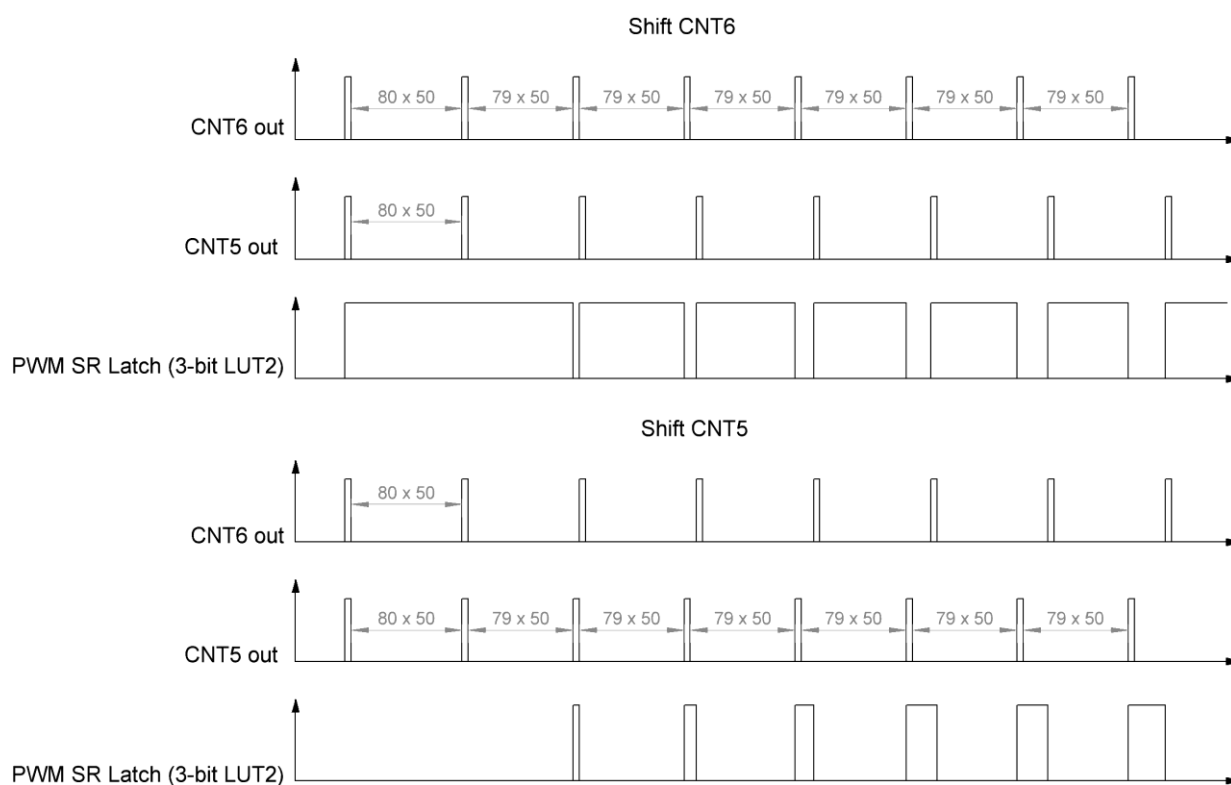 Shift CNT6
80 x 50 79 x 50 79 x 50 79 x 50 79 x 50 79 x 50 79 x 50
CNT6 out
80 x 50
CNT5 out
PWM SR Latch (3-bit LUT2)
Shift CNT5
80 x 50
CNT6 out
80 x 50 79 x 50 79 x 50 79 x 50 79 x 50 79 x 50 79 x 50
CNT5 out
PWM SR Latch (3-bit LUT2)